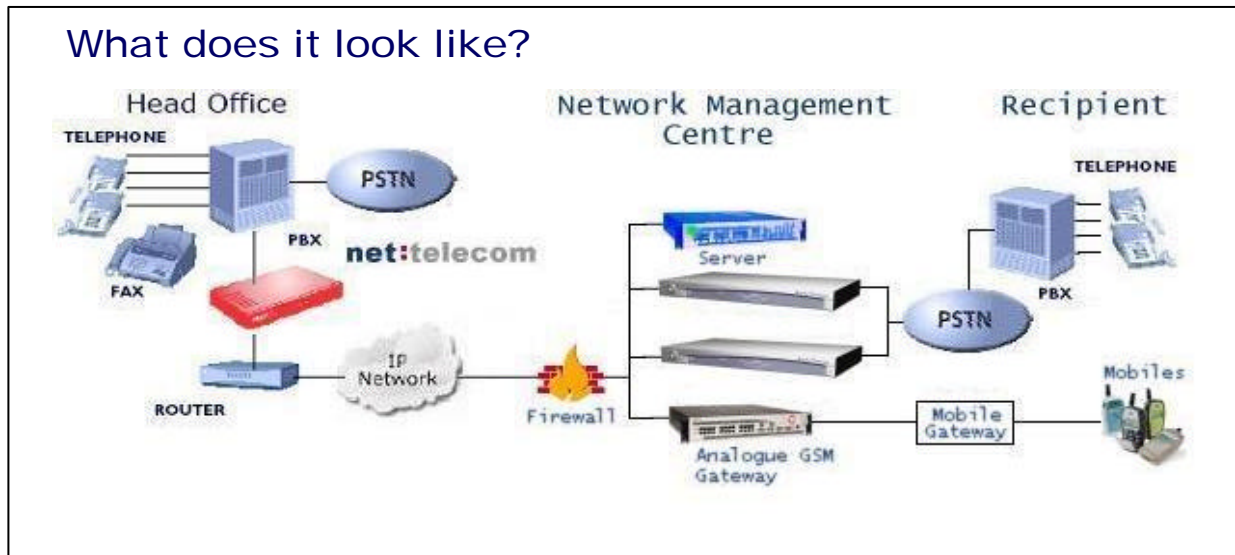 What does it look like?
Head Office
TELEPHONE
PSTN
PBX
net:telecom
FAX
ROUTER
IP
Network
Network Management
Centre
Server
Firewall
Analogue GSM
Gateway
PSTN
Mobile
Gateway
Recipient
TELEPHONE
PBX
Mobiles